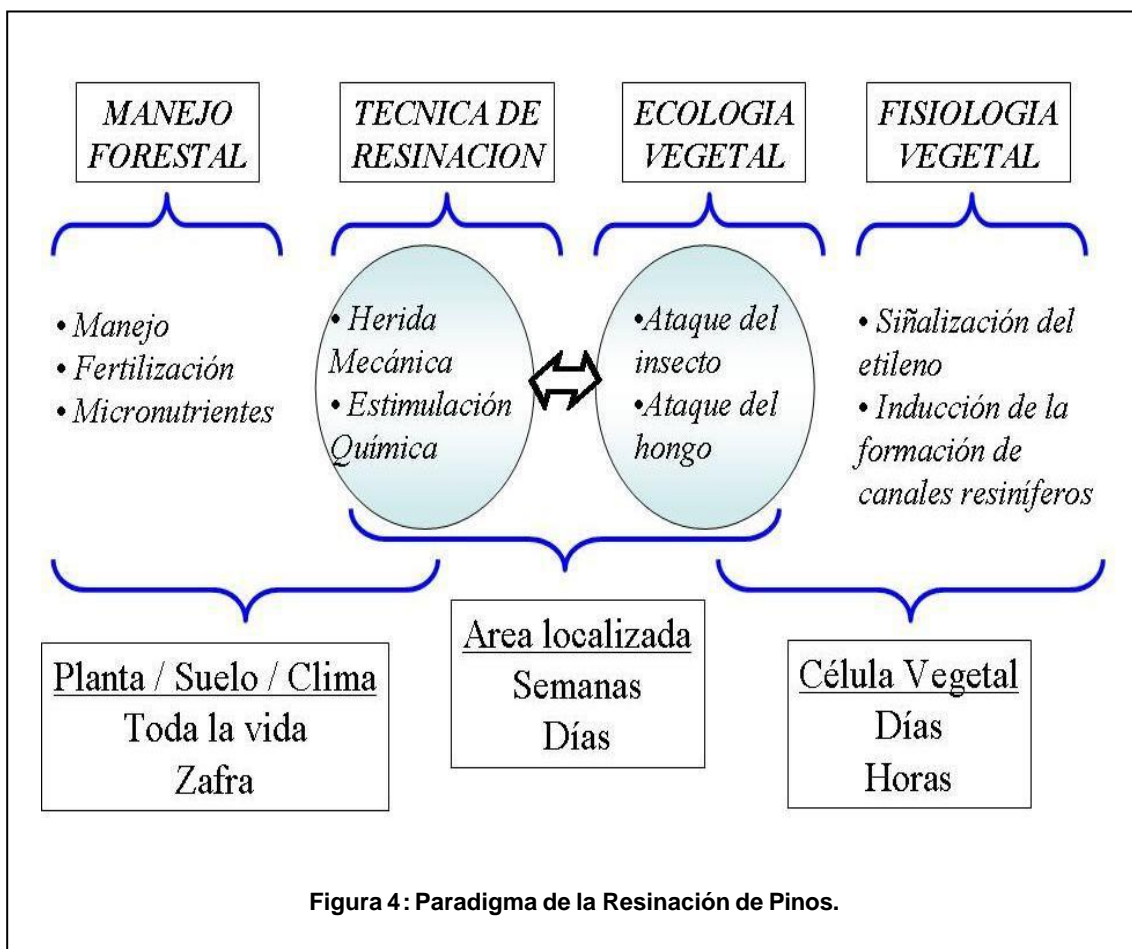 MANEJO
FORESTAL
TECNICA DE
RESINACION
ECOLOGIA
VEGETAL
FISIOLOGIA
VEGETAL
• Manejo
• Fertilización
• Micronutrientes
• Herida
Mecánica
• Estimulación
Química
•Ataque del
insecto
•Ataque del
hongo
• Siñalización del
etileno
• Inducción de la
formación de
canales resiníferos
Planta / Suelo / Clima
Toda la vida
Zafra
Area localizada
Semanas
Días
Célula Vegetal
Días
Horas
Figura 4: Paradigma de la Resinación de Pinos.